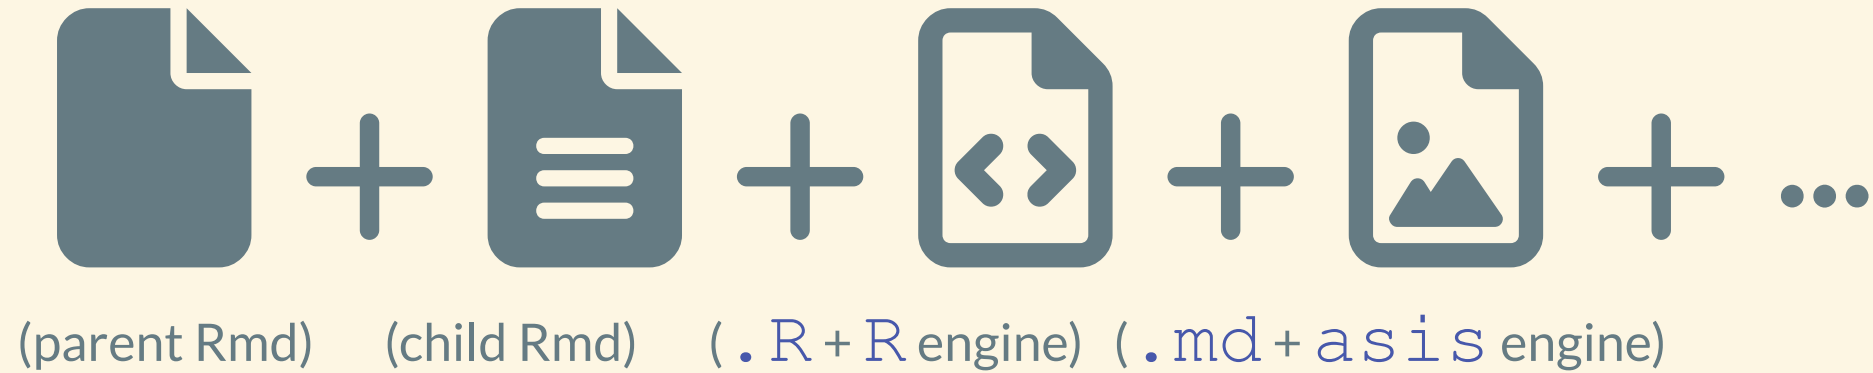 (parent Rmd) (child Rmd) (.R + R engine) (.md + asis engine)